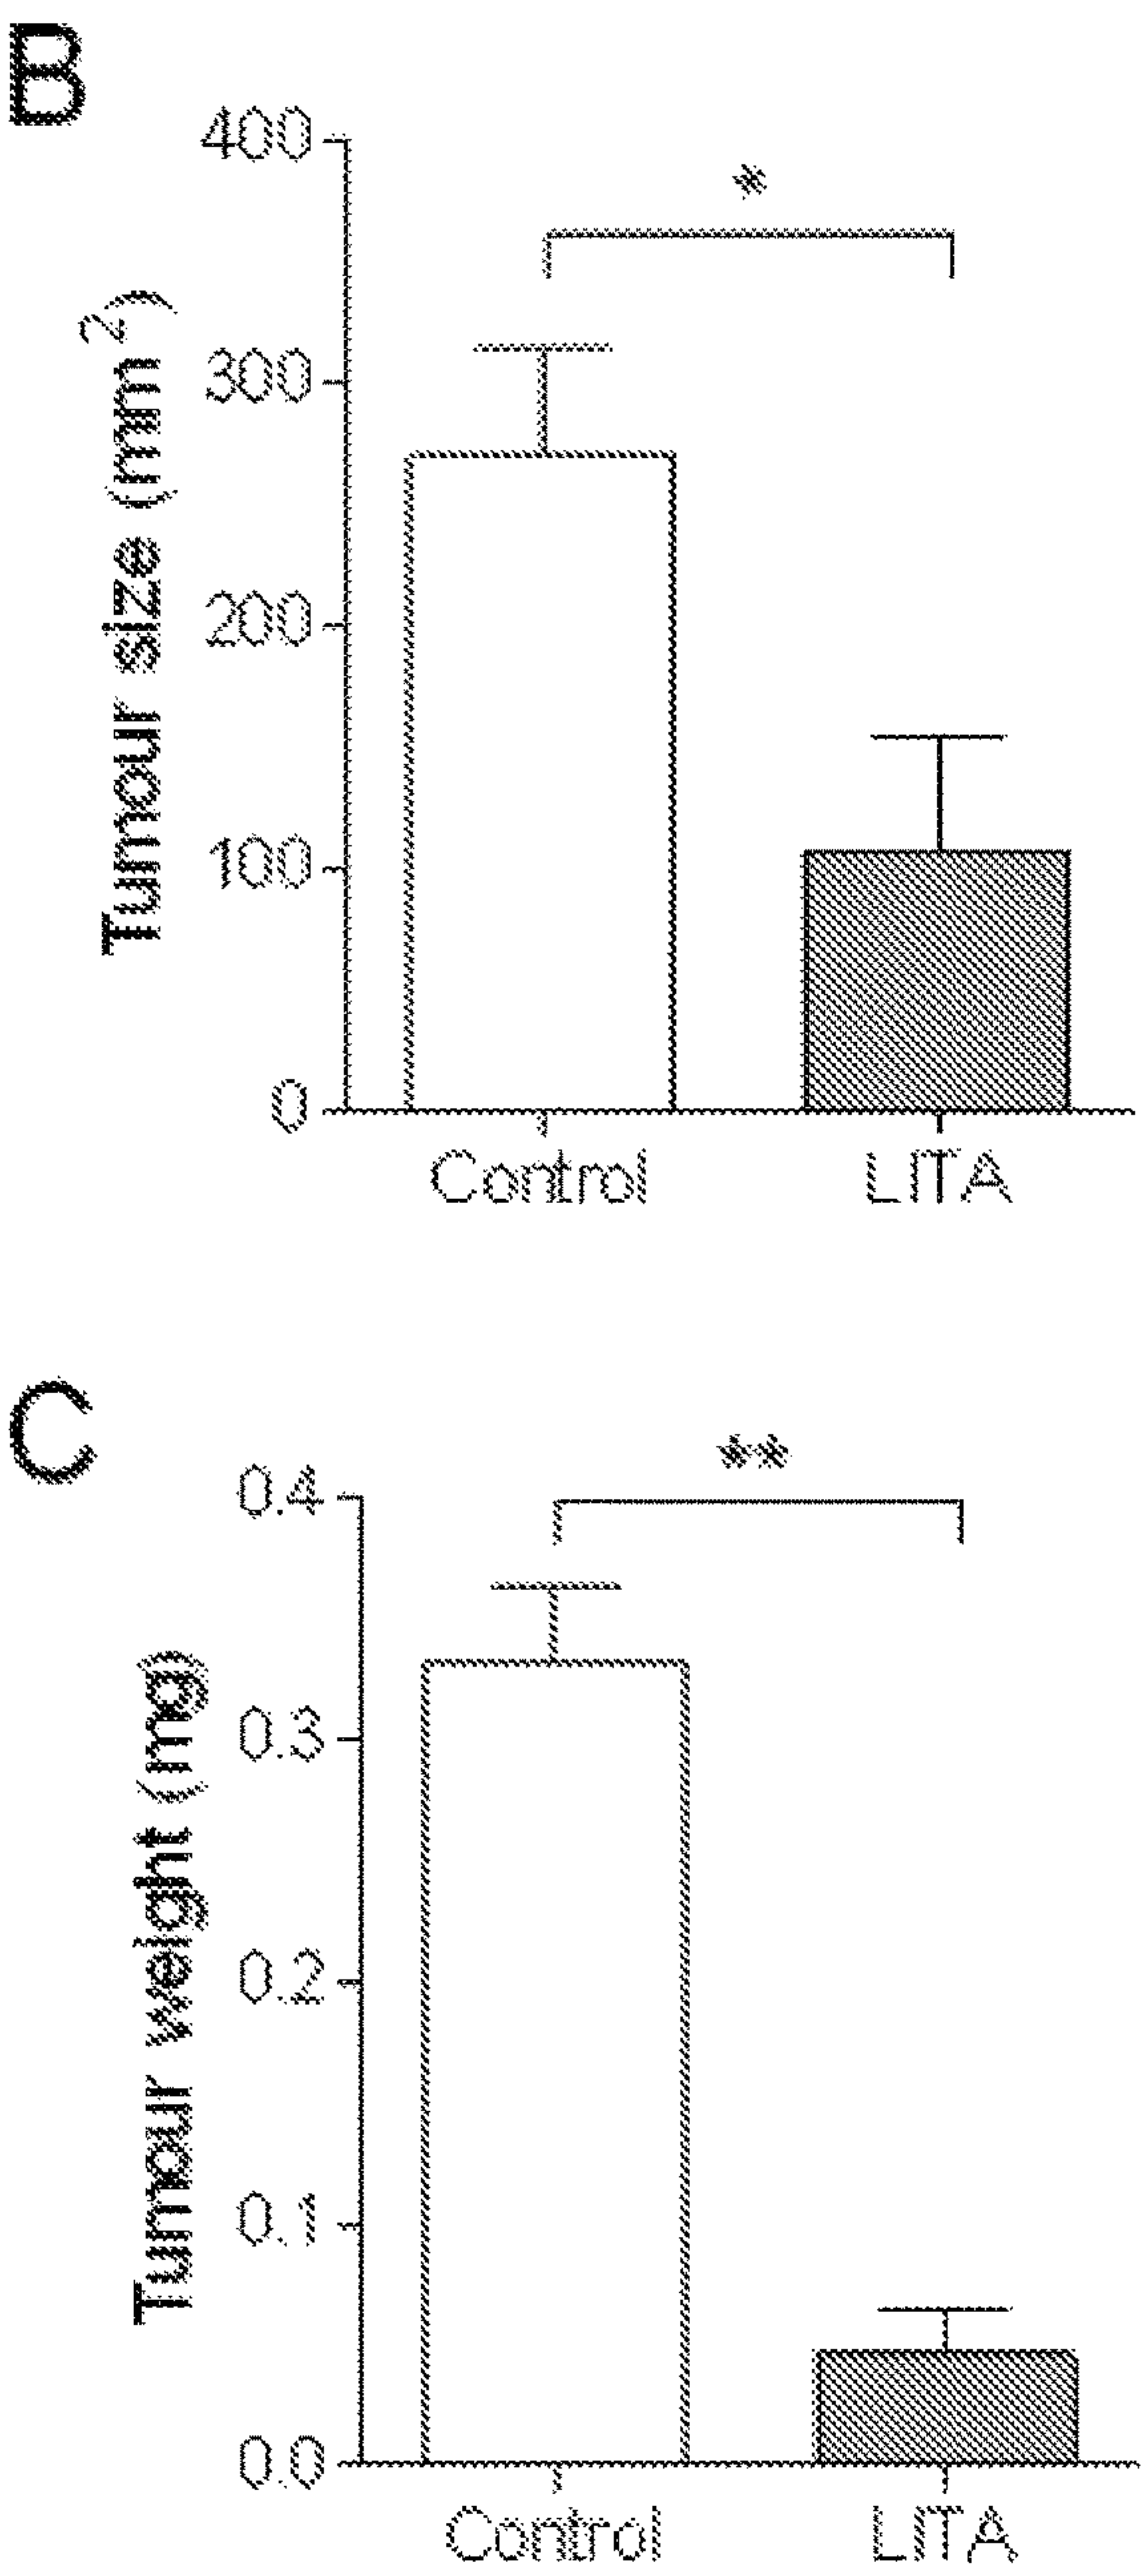 B
400
*
300
200
100
0
Tumour size (mm²)
Control LITA
C
0.4
**
0.3
0.2
0.1
0.0
Tumour weight (mg)
Control LITA